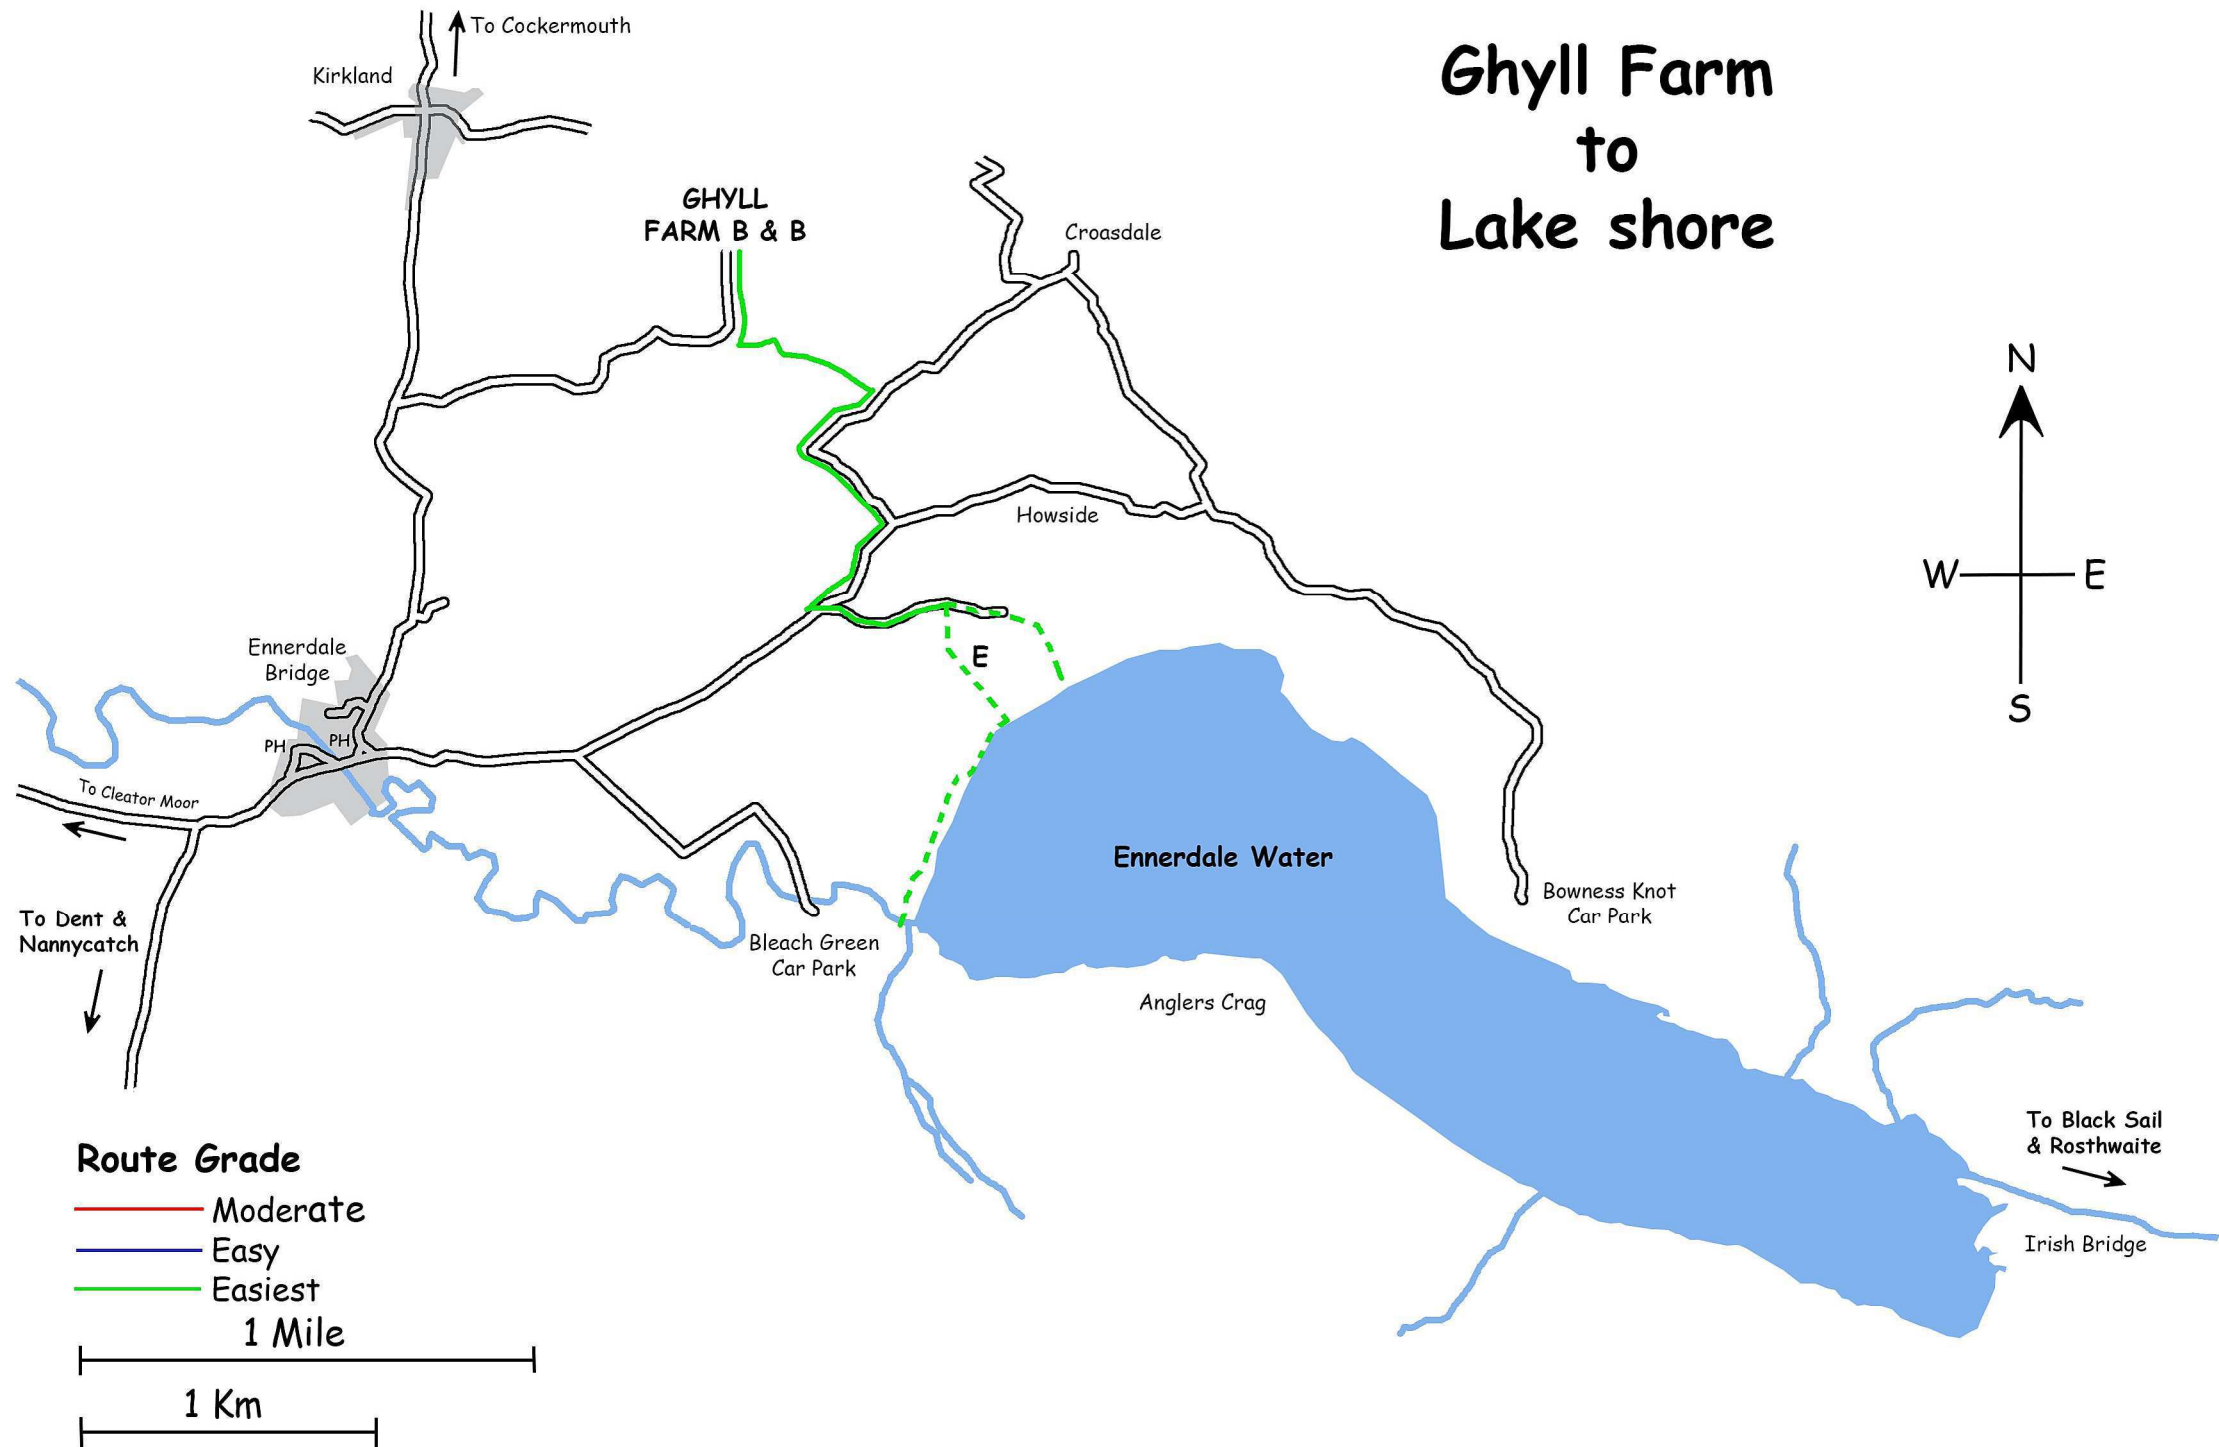 To Cockermouth
Kirkland
Ghyll Farm
to
Lake shore
GHYLL
FARM B & B
Croasdale
N
W
E
S
Howside
Ennerdale
Bridge
E
PH
PH
To Cleator Moor
Ennerdale Water
Bowness Knot
Car Park
To Dent &
Nannycatch
Bleach Green
Car Park
Anglers Crag
To Black Sail
& Rosthwaite
Irish Bridge
Route Grade
Moderate
Easy
Easiest
1 Mile
1 Km